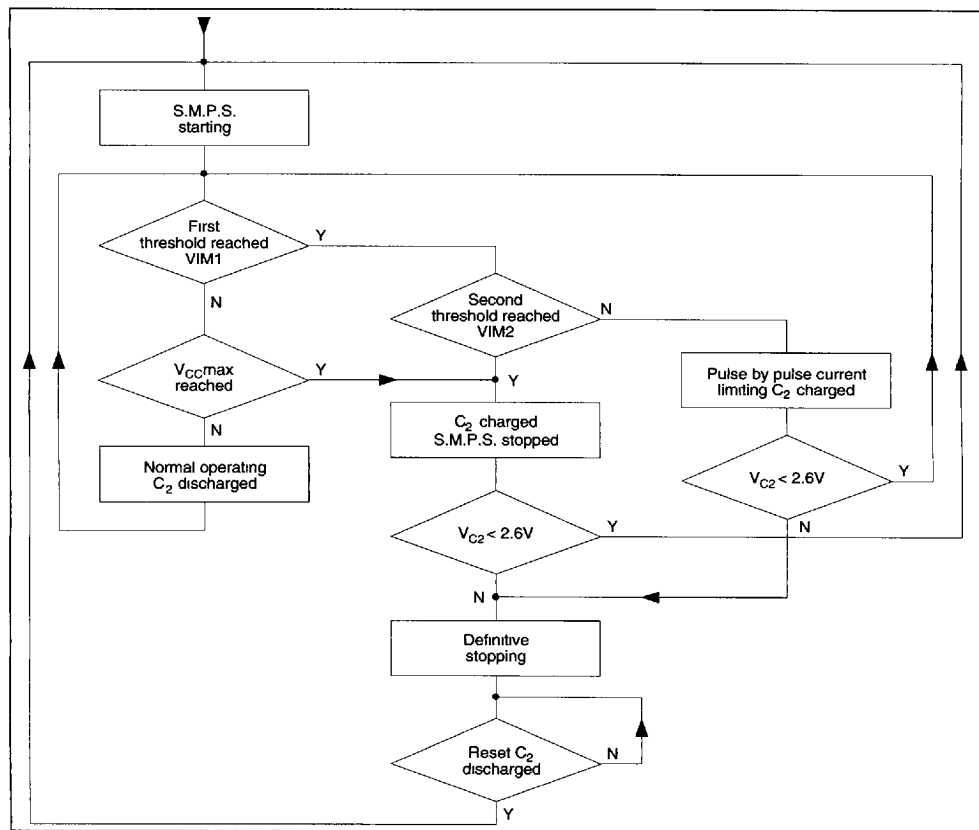 S.M.P.S.
starting
First
threshold reached
VIM1
Y
N
Second
threshold reached
VIM2
N
Y
VCCmax
reached
Y
N
Pulse by pulse current
limiting C2 charged
C2 charged
S.M.P.S. stopped
Normal operating
C2 discharged
VC2 < 2.6V
Y
N
VC2 < 2.6V
Y
N
Definitive
stopping
Reset C2
discharged
N
Y